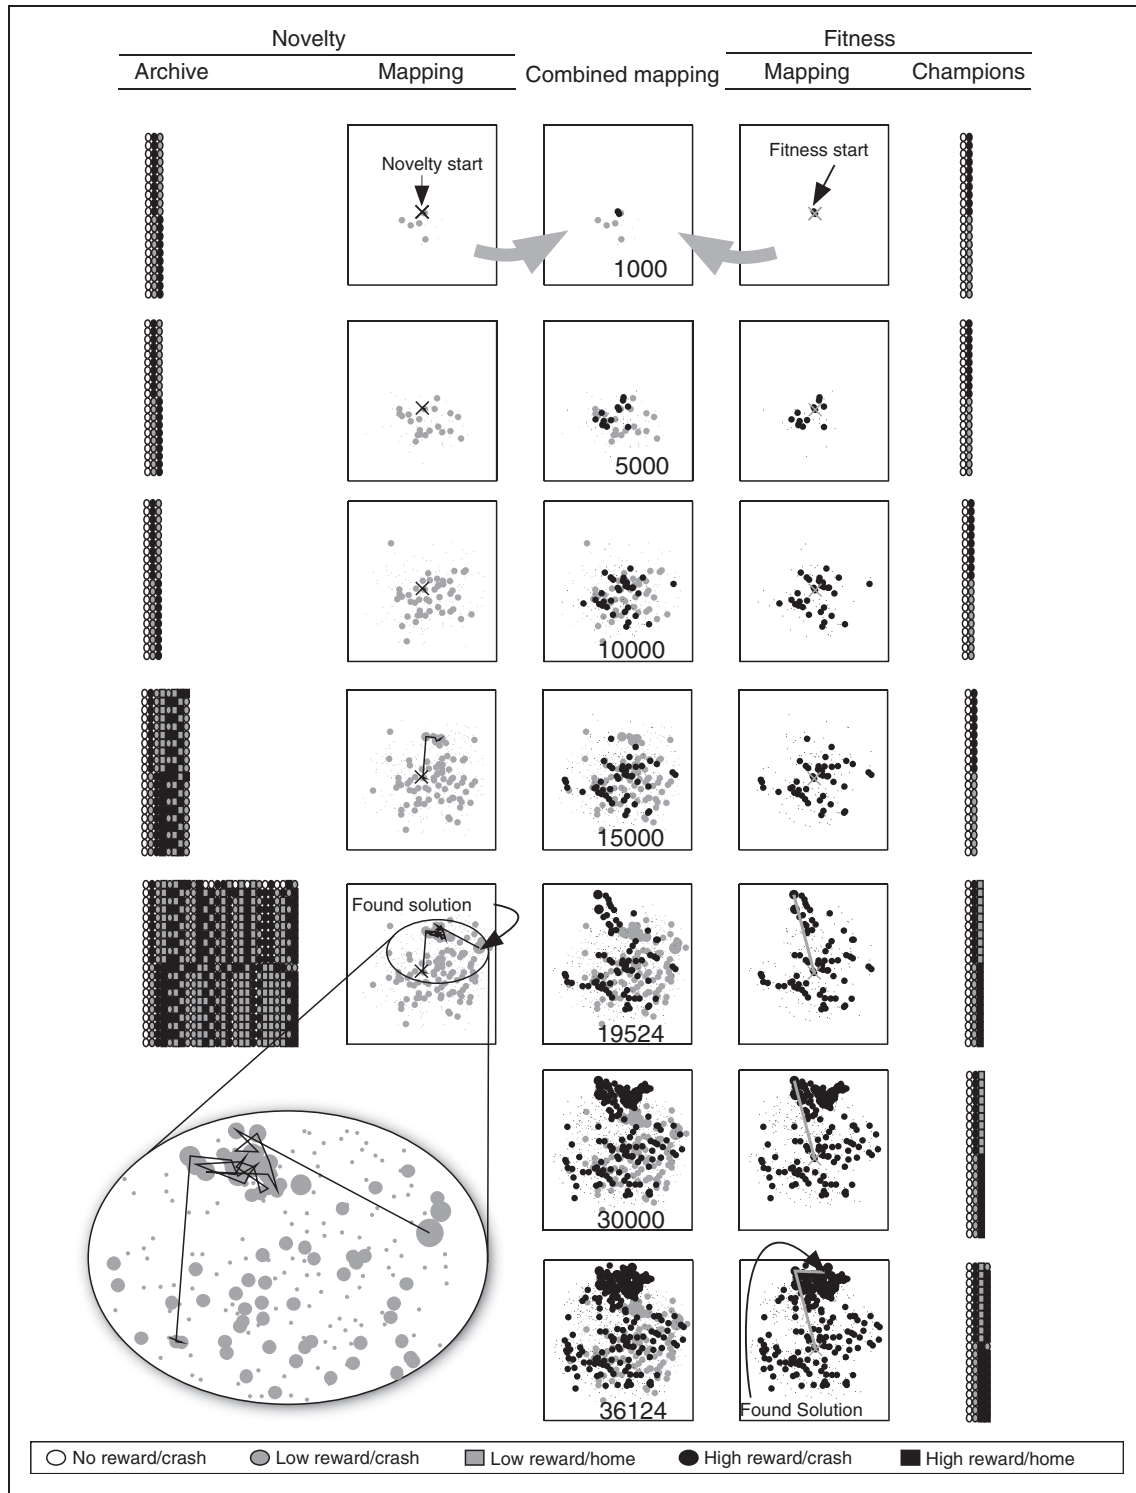 Novelty
Fitness
Archive
Mapping
Combined mapping
Mapping
Champions
Novelty start
Fitness start
1000
5000
10000
15000
Found solution
19524
30000
36124
Found Solution
No reward/crash
Low reward/crash
Low reward/home
High reward/crash
High reward/home